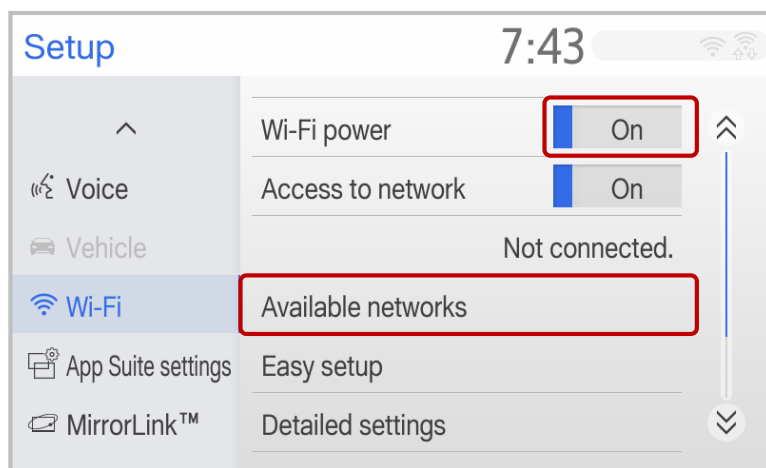 Setup
7:43
Voice
Vehicle
Wi-Fi
App Suite settings
MirrorLink™
Wi-Fi power
On
Access to network
On
Not connected.
Available networks
Easy setup
Detailed settings